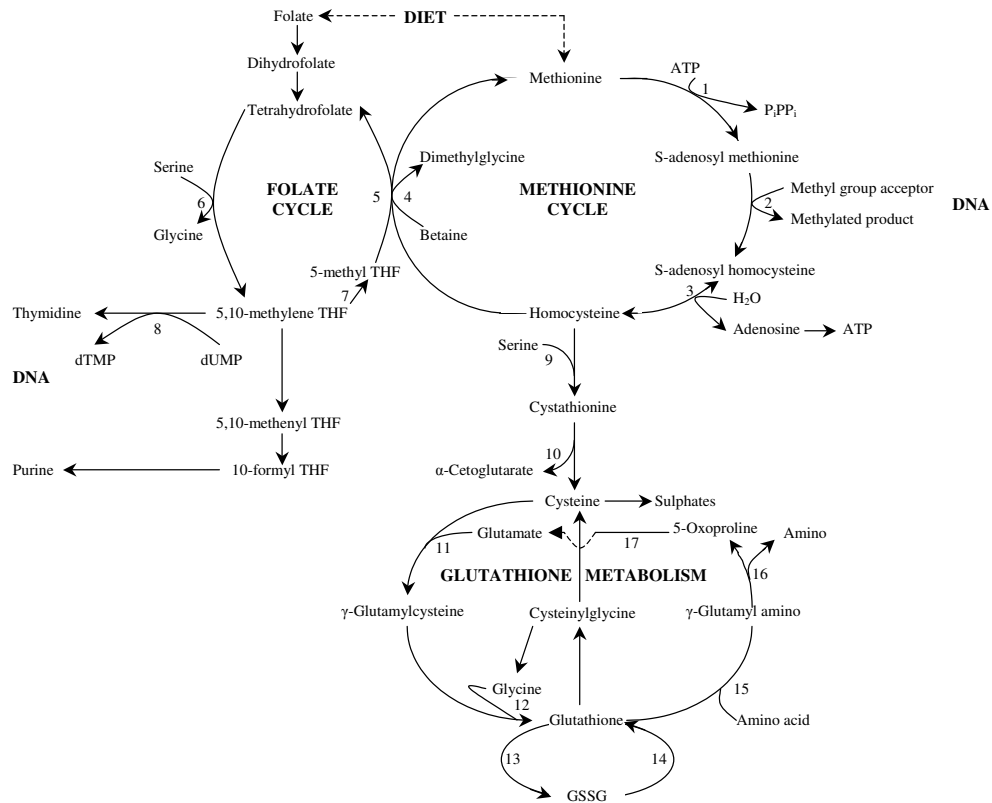 Folate
DIET
Dihydrofolate
Methionine
ATP
1
PiPPi
Tetrahydrofolate
S-adenosyl methionine
Dimethylglycine
Serine
FOLATE
CYCLE
5
4
METHIONINE
CYCLE
Methyl group acceptor
2
DNA
Methylated product
6
Glycine
Betaine
5-methyl THF
7
S-adenosyl homocysteine
3
H2O
Thymidine
5,10-methylene THF
Homocysteine
Adenosine
ATP
8
dTMP
dUMP
Serine
9
DNA
Cystathionine
5,10-methenyl THF
10
Purine
10-formyl THF
α-Cetoglutarate
Cysteine
Sulphates
11
Glutamate
17
5-Oxoproline
Amino
16
GLUTATHIONE METABOLISM
γ-Glutamylcysteine
Cysteinylglycine
γ-Glutamyl amino
Glycine
12
15
Glutathione
Amino acid
13
14
GSSG